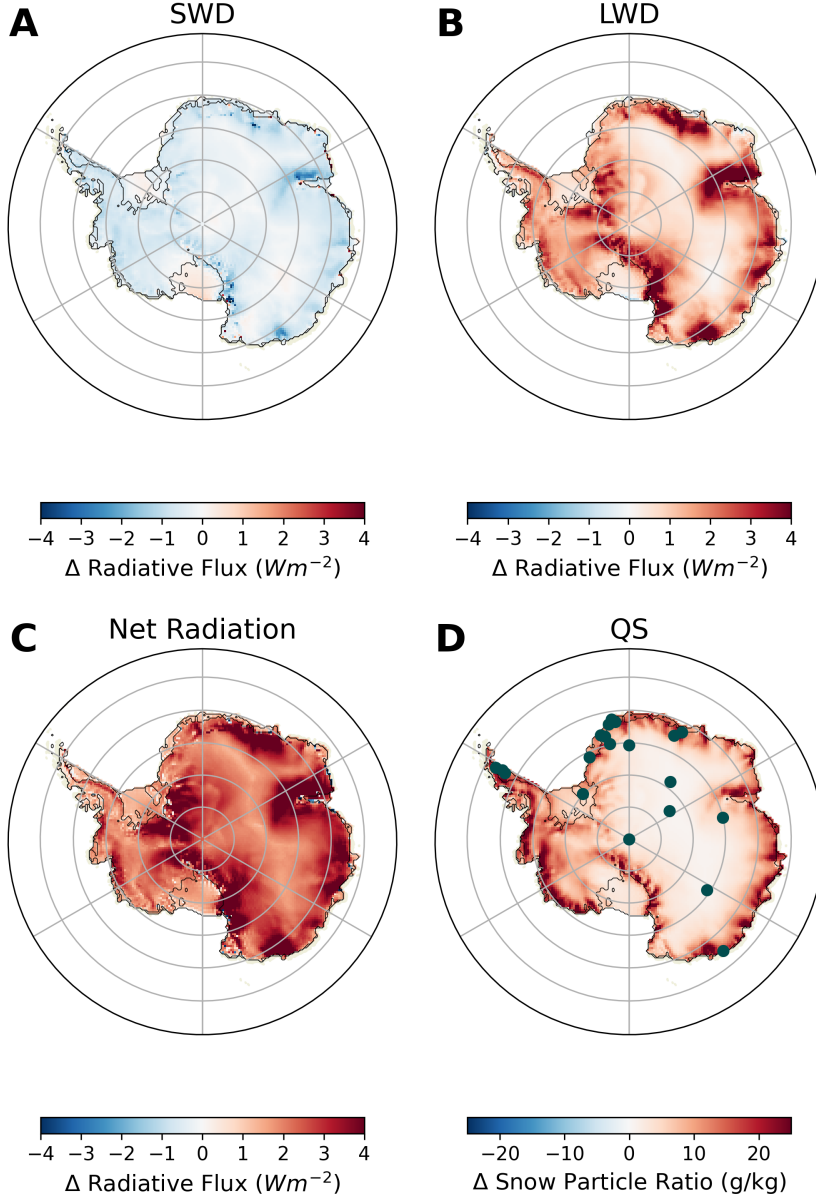 A SWD
B LWD
−4 −3 −2 −1 0 1 2 3 4
Δ Radiative Flux (Wm⁻²)
−4 −3 −2 −1 0 1 2 3 4
Δ Radiative Flux (Wm⁻²)
C Net Radiation
D QS
−4 −3 −2 −1 0 1 2 3 4
Δ Radiative Flux (Wm⁻²)
−20 −10 0 10 20
Δ Snow Particle Ratio (g/kg)